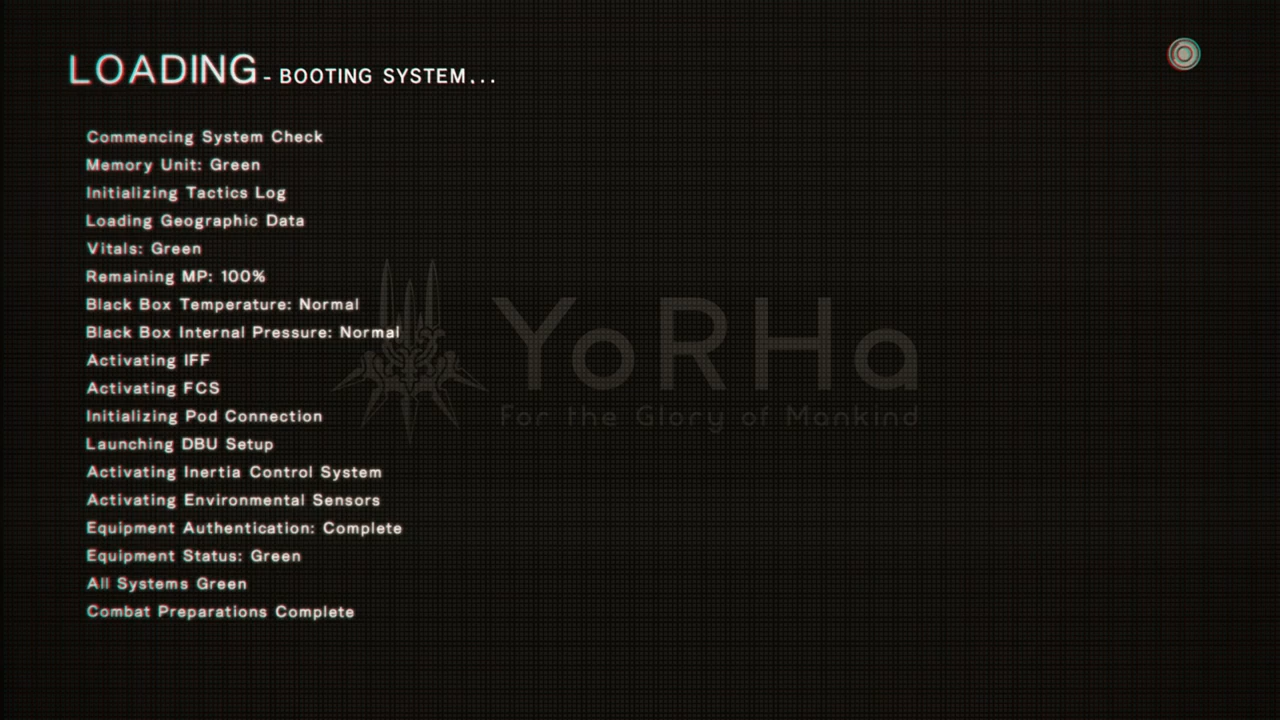 LOADING - BOOTING SYSTEM...
Commencing System Check
Memory Unit: Green
Initializing Tactics Log
Loading Geographic Data
Vitals: Green
Remaining MP: 100%
Black Box Temperature: Normal
Black Box Internal Pressure: Normal
Activating IFF
Activating FCS
Initializing Pod Connection
Launching DBU Setup
Activating Inertia Control System
Activating Environmental Sensors
Equipment Authentication: Complete
Equipment Status: Green
All Systems Green
Combat Preparations Complete
YoRHa
For the Glory of Mankind